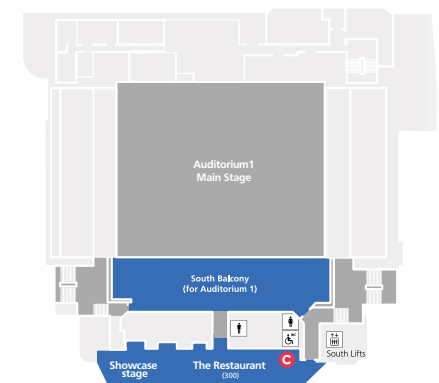 Auditorium1
Main Stage
South Balcony
(for Auditorium 1)
C
South Lifts
Showcase
stage
The Restaurant
(300)